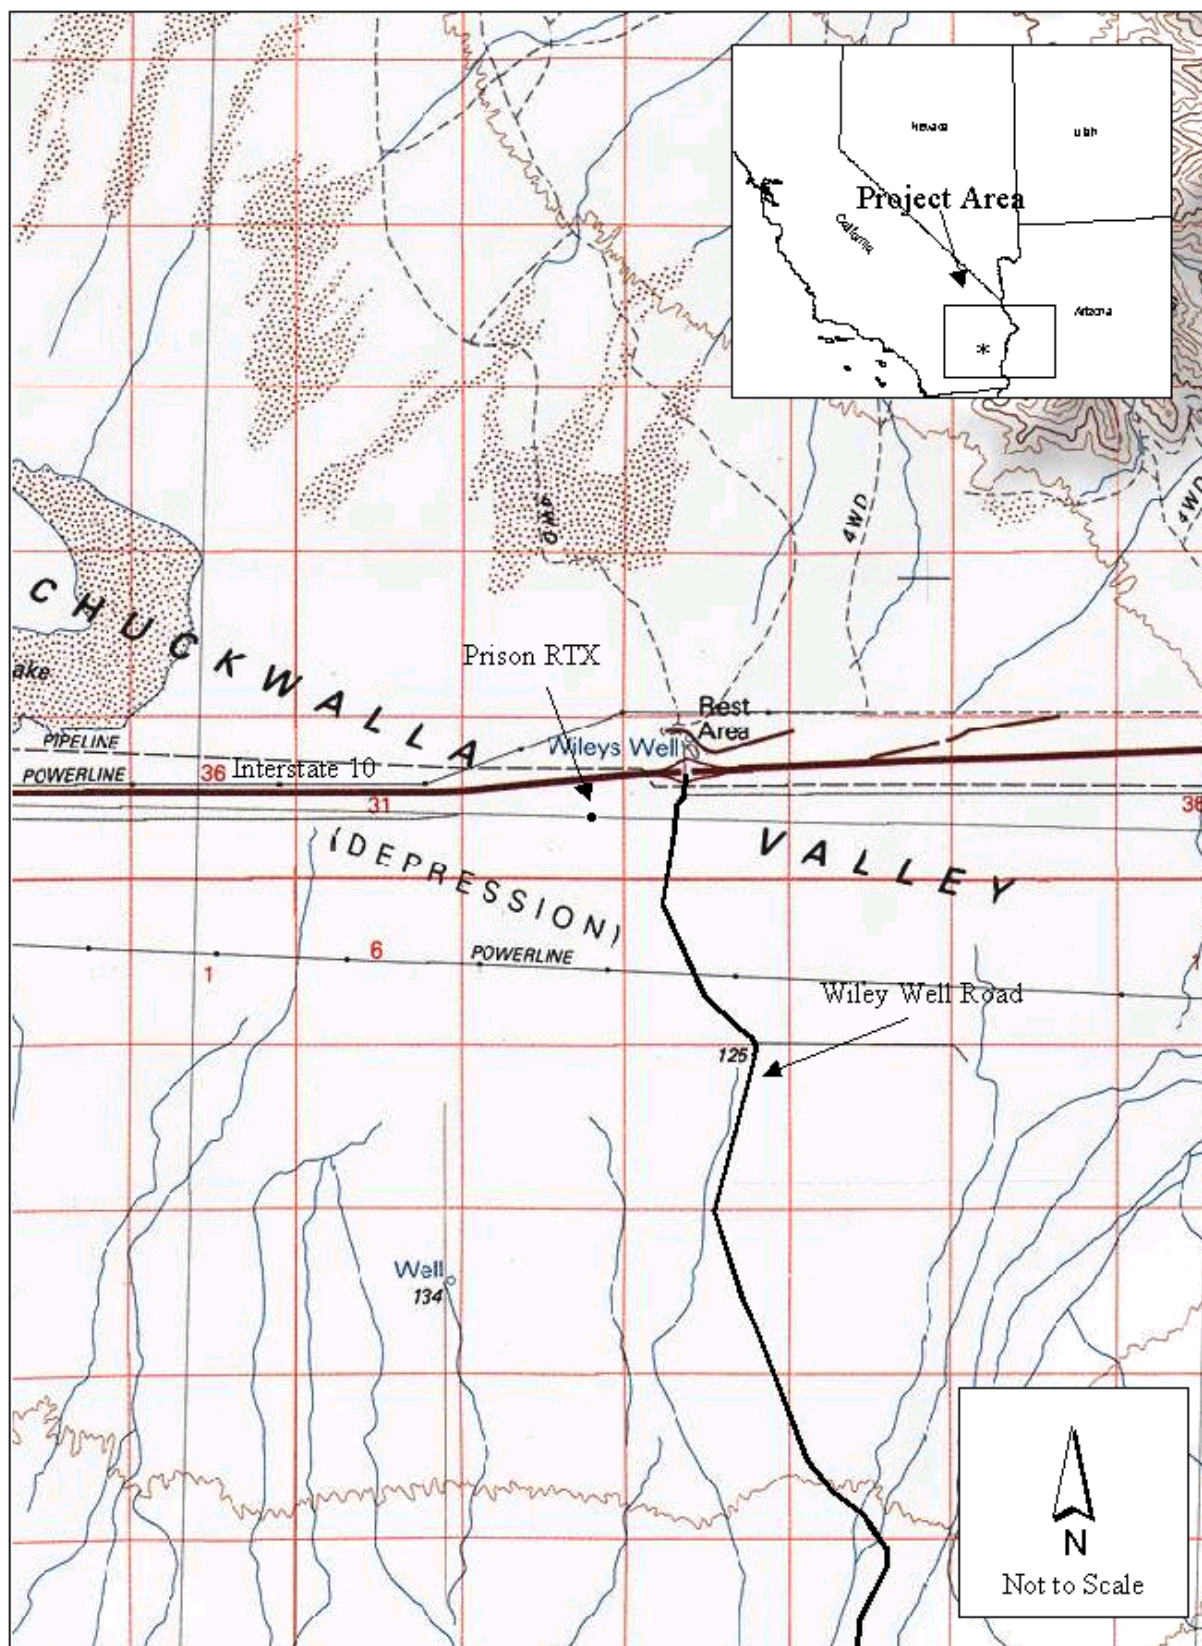 Nevada
Utah
Project Area
California
Arizona
*
4WD
4WD
4WD
CHUCKWALLA
ake
Prison RTX
Rest
Area
Wileys Well
PIPELINE
POWERLINE
36
Interstate 10
31
36
(DEPRESSION)
VALLEY
6
POWERLINE
1
1
Wiley Well Road
125
Well
134
N
Not to Scale